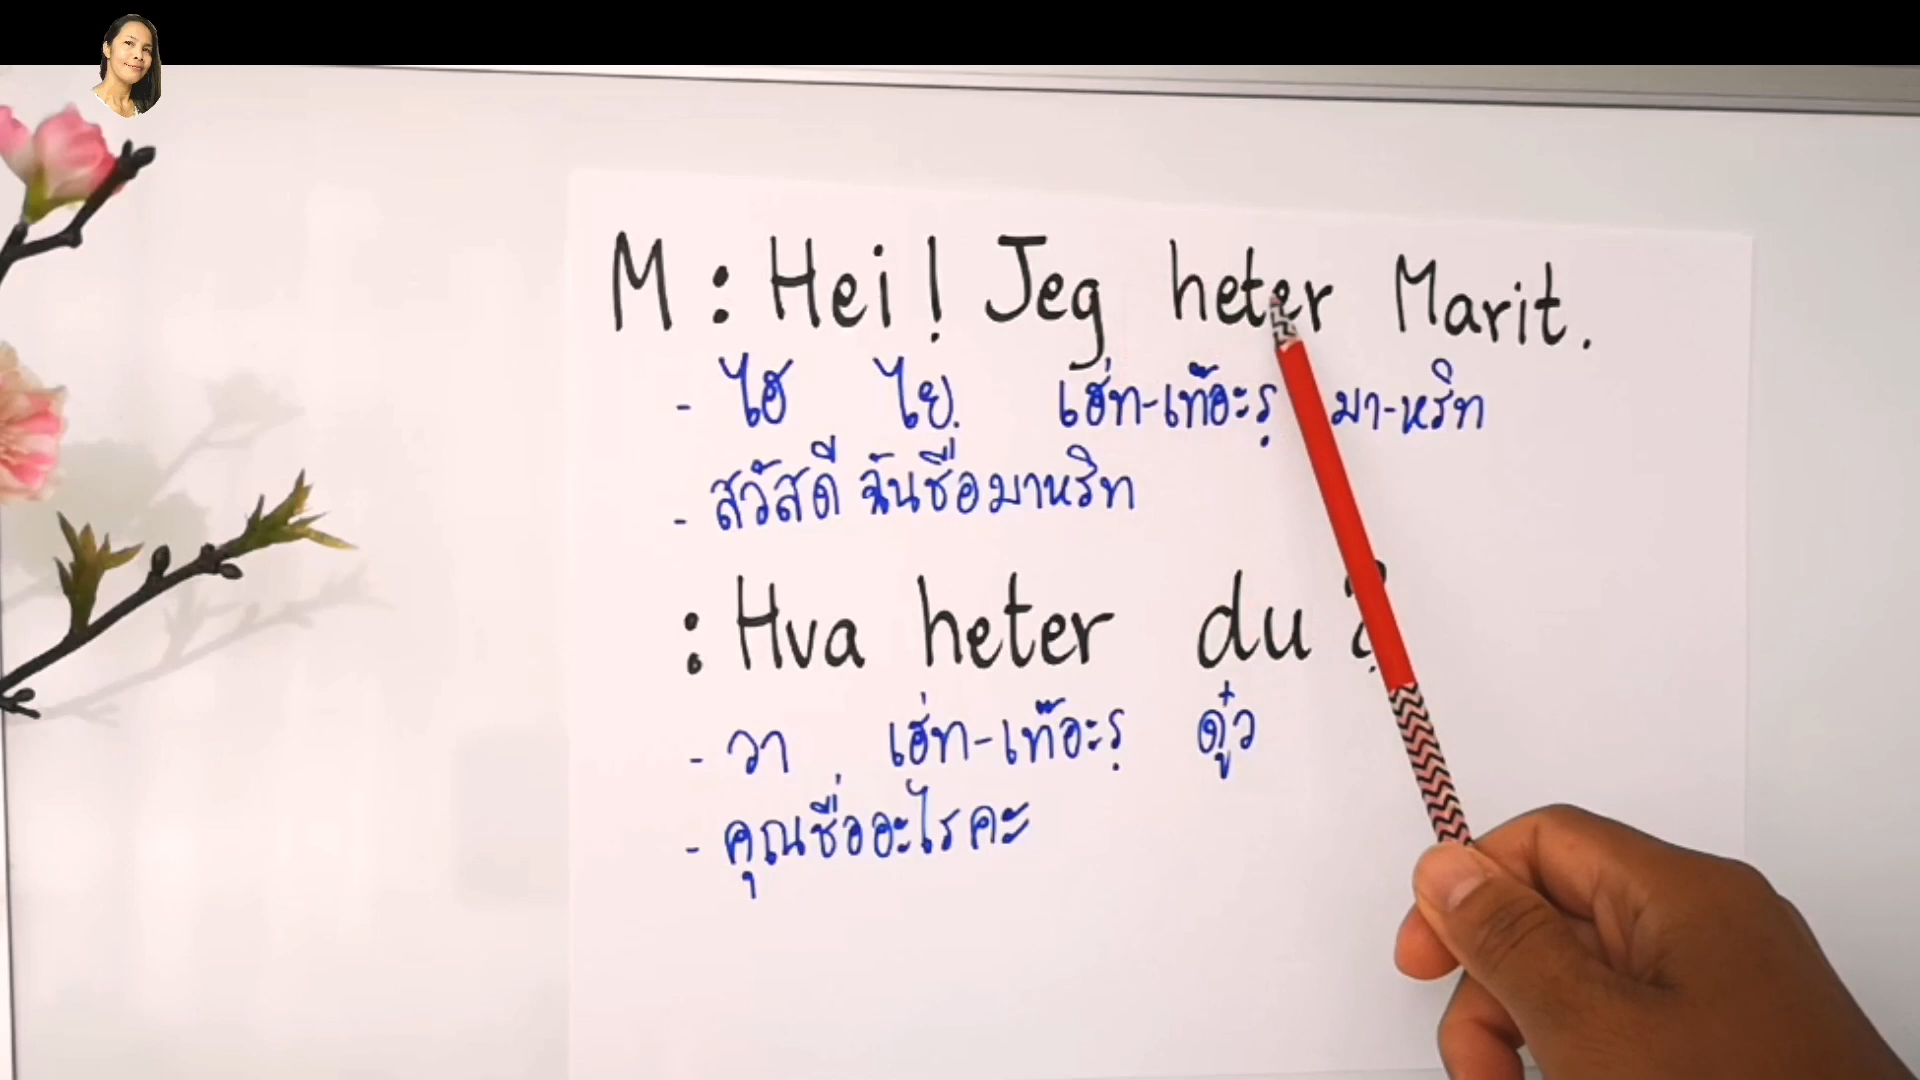 M : Hei! Jeg heter Marit.
- ไฮ ไย. เฮ่ท-เท๊อะรฺ มา-หริท
- สวัสดี ฉันชื่อมาหริท
: Hva heter du ?
- วา เฮ่ท-เท๊อะรฺ ดู๋ว
- คุณชื่ออะไรคะ